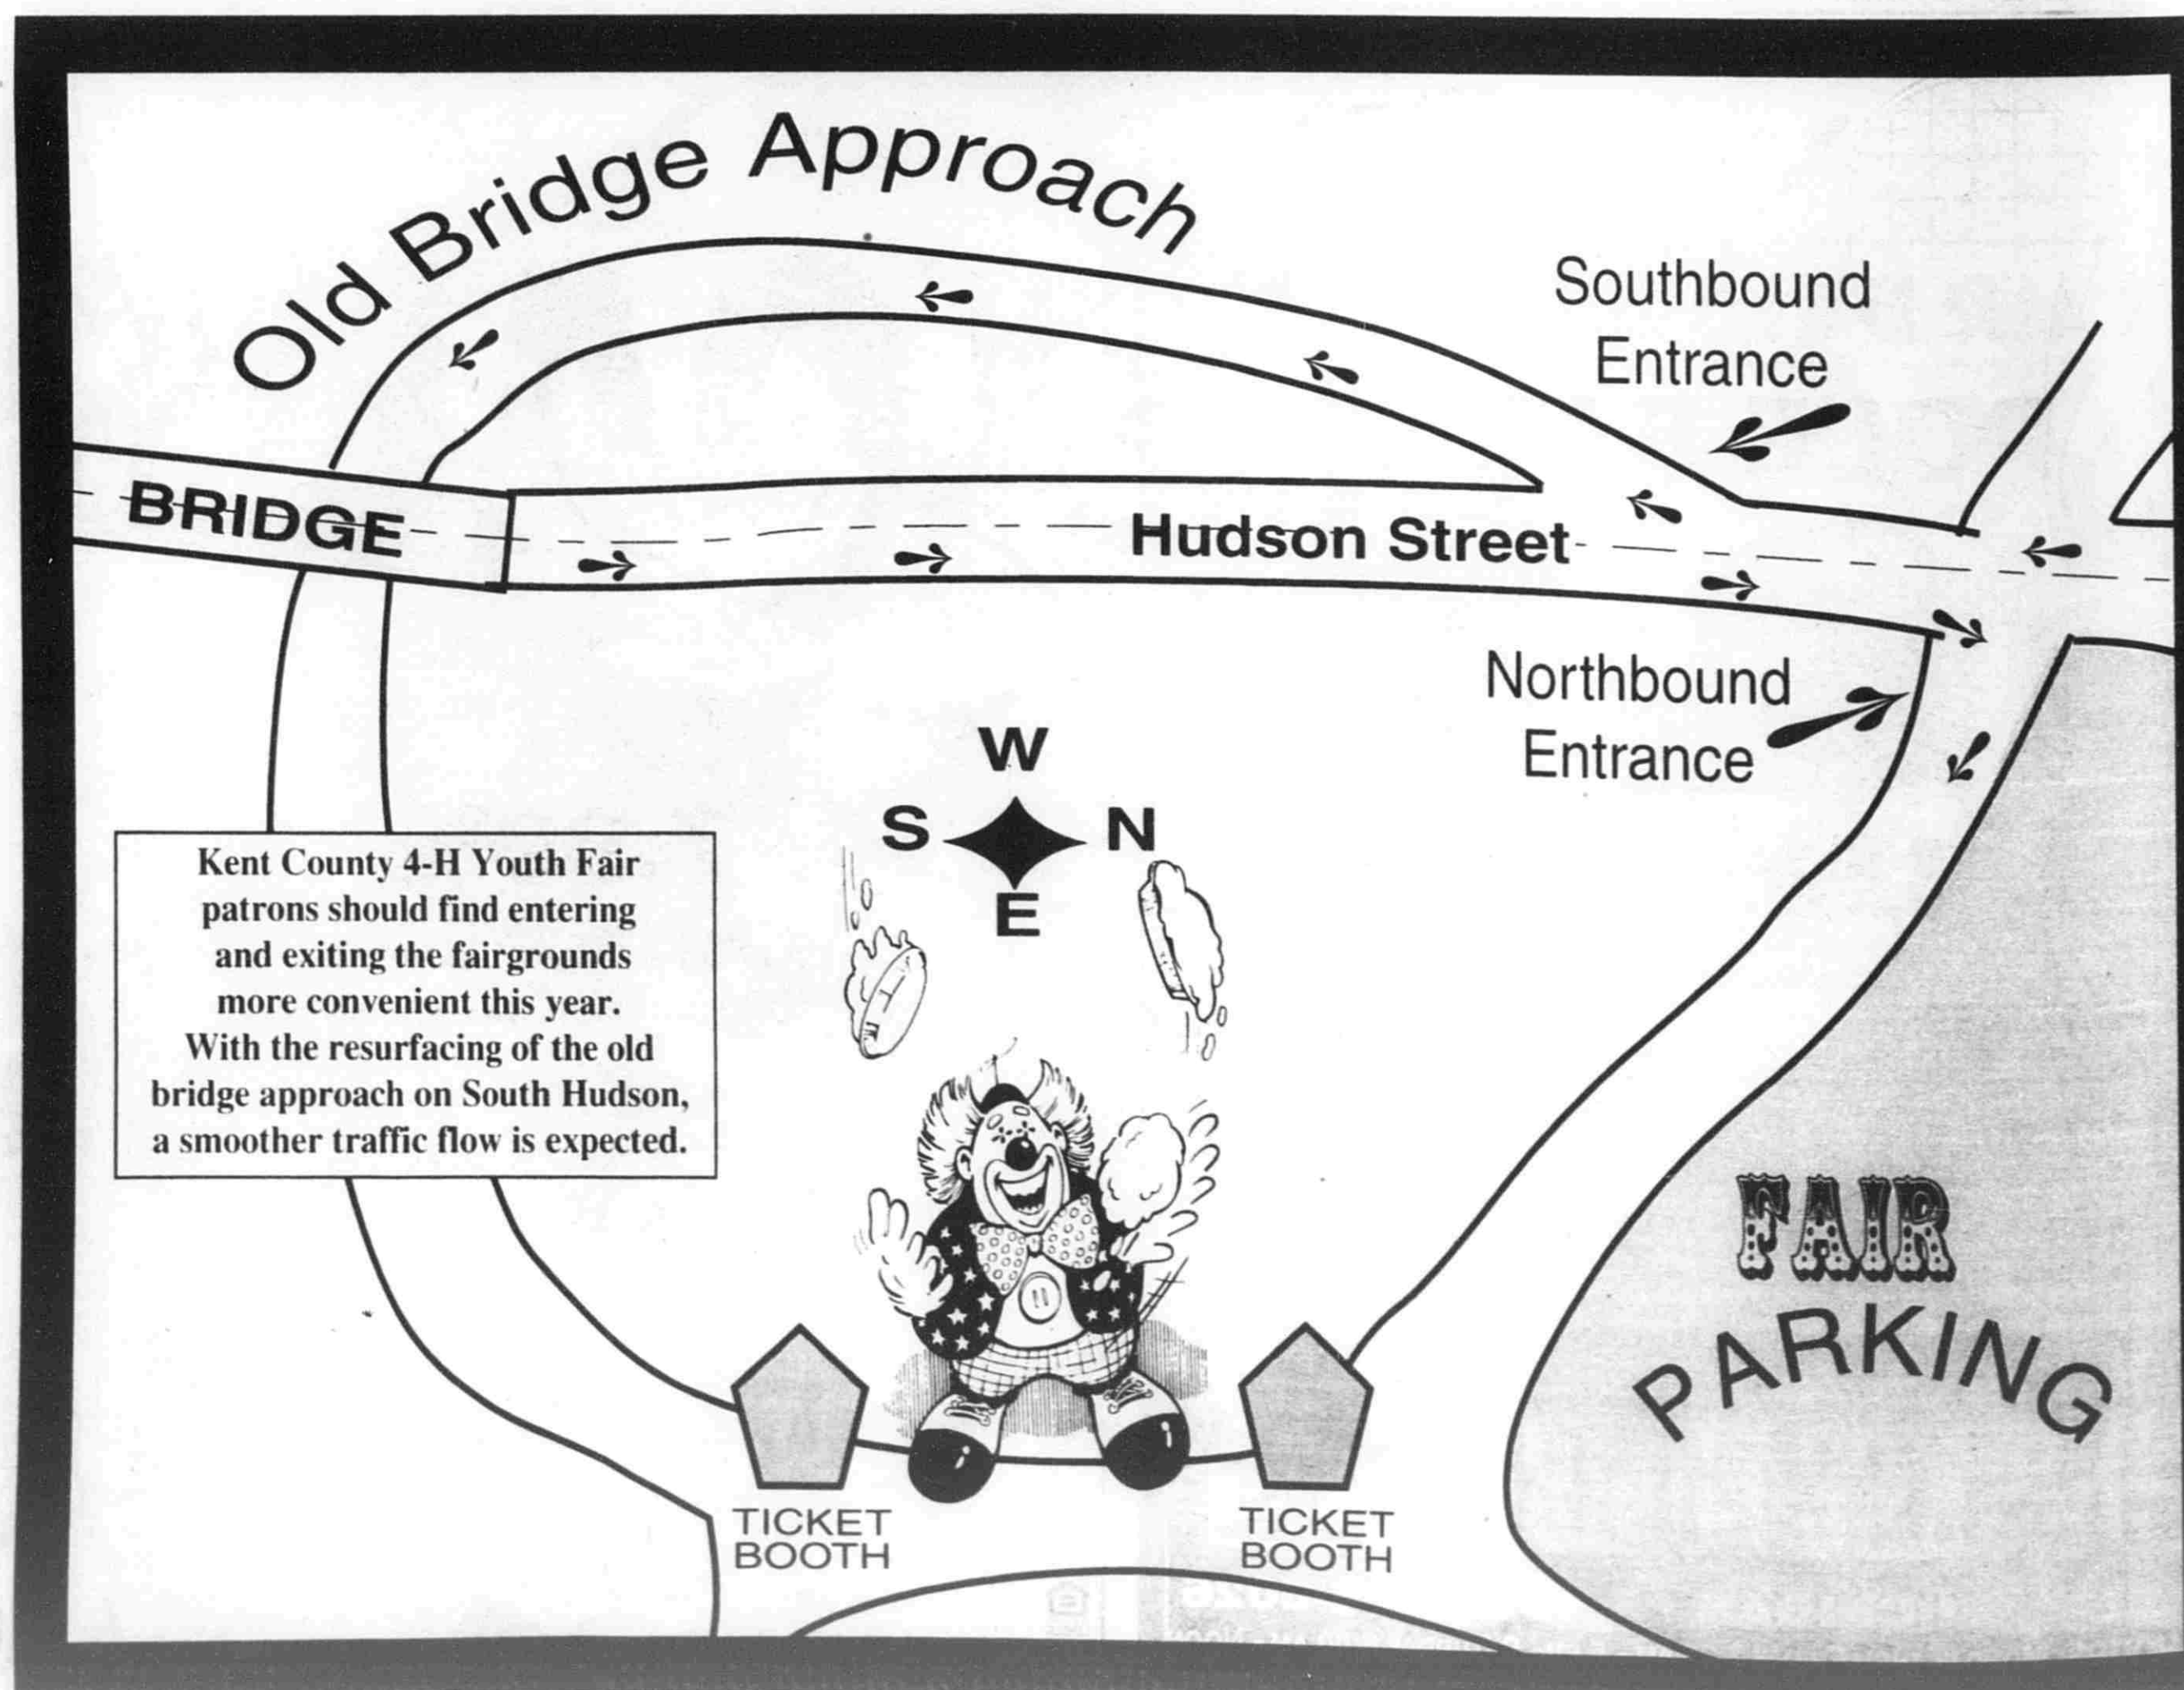 Old Bridge Approach
Southbound
Entrance
BRIDGE
Hudson Street
Northbound
Entrance
W
S N
E
Kent County 4-H Youth Fair
patrons should find entering
and exiting the fairgrounds
more convenient this year.
With the resurfacing of the old
bridge approach on South Hudson,
a smoother traffic flow is expected.
FAIR
PARKING
TICKET
BOOTH
TICKET
BOOTH